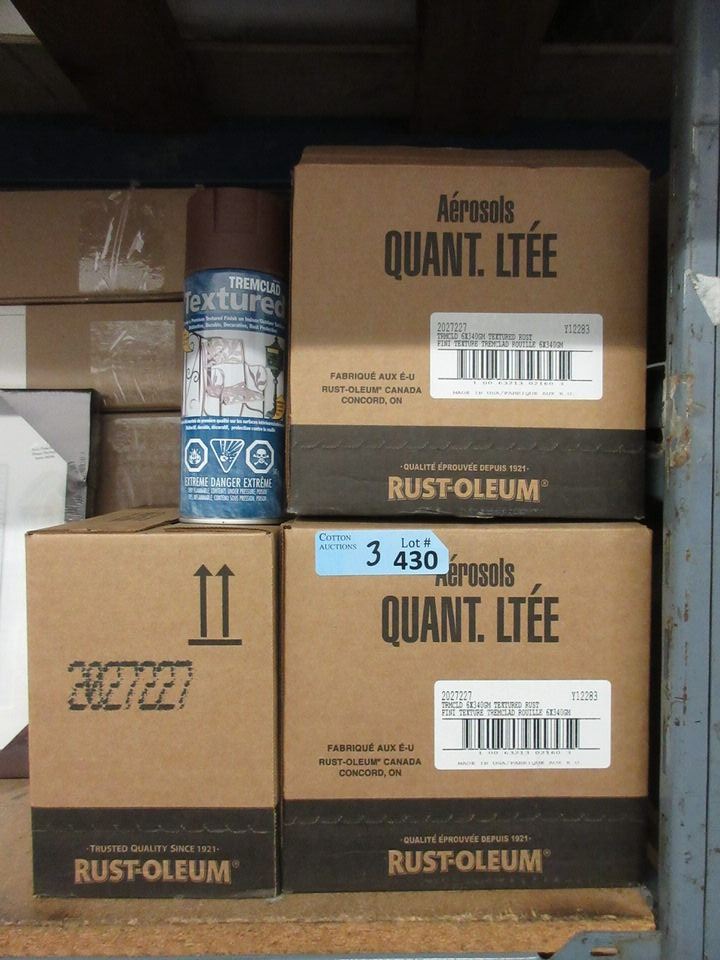 TREMCLAD
Textured
EXTREME DANGER EXTRÊME
Aérosols
QUANT. LTÉE
2027227 Y12283
TRMCLD 6X340GM TEXTURED RUST
FINI TEXTURE TREMCLAD ROUILLE 6X340GM
FABRIQUÉ AUX É-U
RUST-OLEUM® CANADA
CONCORD, ON
· QUALITÉ ÉPROUVÉE DEPUIS 1921 ·
RUST-OLEUM®
COTTON
AUCTIONS
3
Lot #
430
Aérosols
QUANT. LTÉE
2027227 Y12283
TRMCLD 6X340GM TEXTURED RUST
FINI TEXTURE TREMCLAD ROUILLE 6X340GM
FABRIQUÉ AUX É-U
RUST-OLEUM® CANADA
CONCORD, ON
· QUALITÉ ÉPROUVÉE DEPUIS 1921 ·
RUST-OLEUM®
2027227
· TRUSTED QUALITY SINCE 1921 ·
RUST-OLEUM®